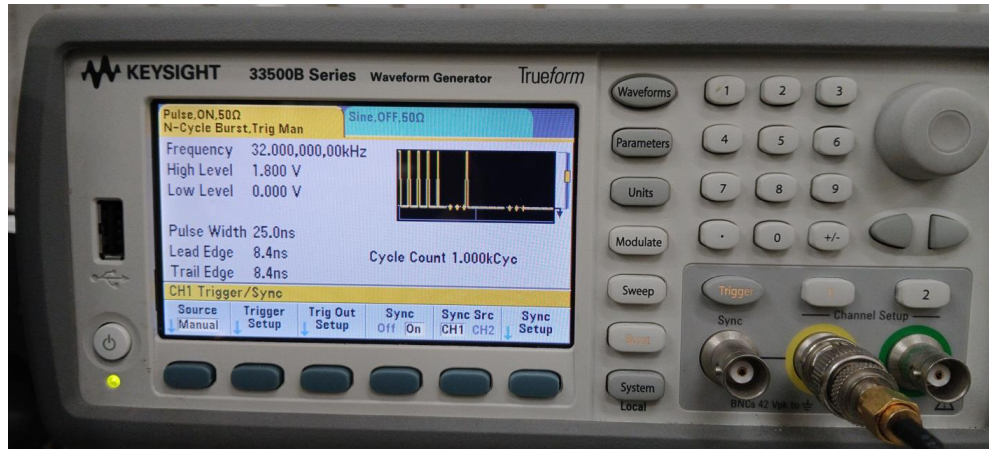 KEYSIGHT 33500B Series Waveform Generator Trueform
Pulse,ON,50Ω
N-Cycle Burst,Trig Man
Sine,OFF,50Ω
Frequency 32.000,000,00kHz
High Level 1.800 V
Low Level 0.000 V
Pulse Width 25.0ns
Lead Edge 8.4ns
Trail Edge 8.4ns
Cycle Count 1.000kCyc
CH1 Trigger/Sync
Source Manual
Trigger Setup
Trig Out Setup
Sync Off On
Sync Src CH1 CH2
Sync Setup
Waveforms
Parameters
Units
Modulate
Sweep
Burst
System
Local
1 2 3
4 5 6
7 8 9
. 0 +/-
Trigger
1
2
Channel Setup
Sync
BNCs 42 Vpk to